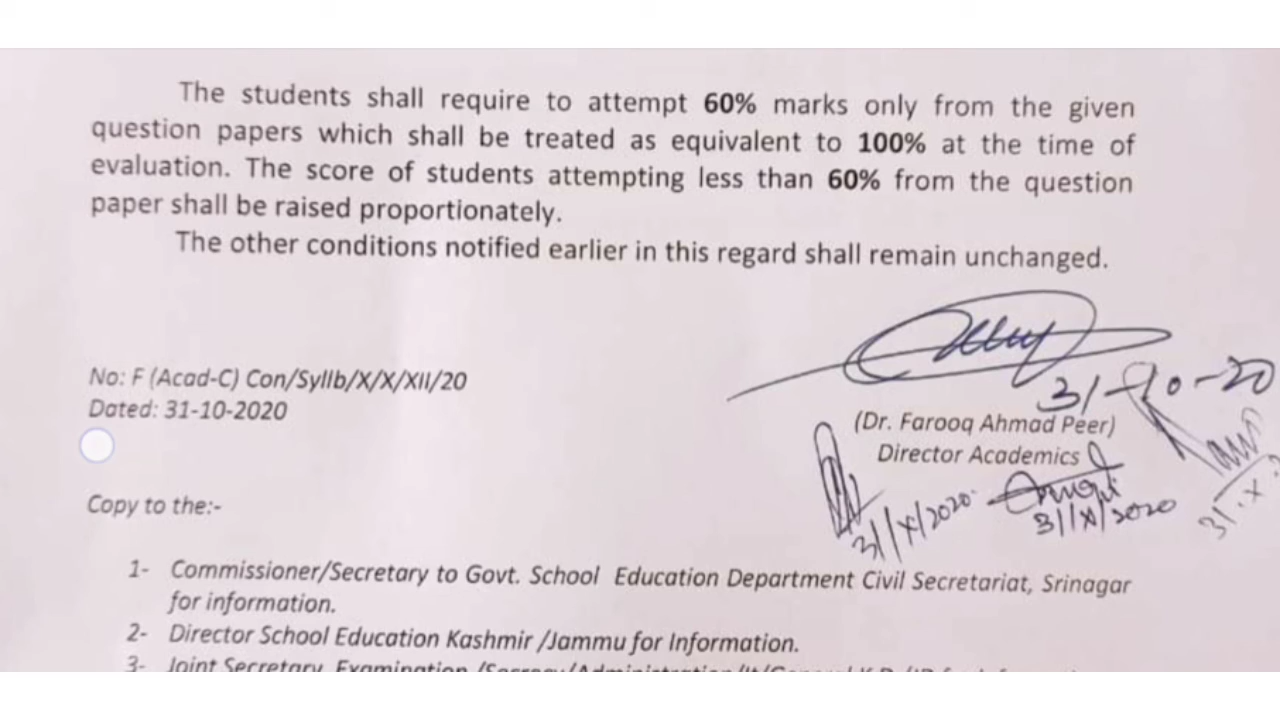 The students shall require to attempt 60% marks only from the given
question papers which shall be treated as equivalent to 100% at the time of
evaluation. The score of students attempting less than 60% from the question
paper shall be raised proportionately.
The other conditions notified earlier in this regard shall remain unchanged.
31-10-20
No: F (Acad-C) Con/Syllb/X/X/XII/20
Dated: 31-10-2020
(Dr. Farooq Ahmad Peer)
Director Academics
31/X/2020
31/X/2020
31.X
Copy to the:-
1- Commissioner/Secretary to Govt. School Education Department Civil Secretariat, Srinagar
for information.
2- Director School Education Kashmir /Jammu for Information.
3- Joint Secretary, Examination